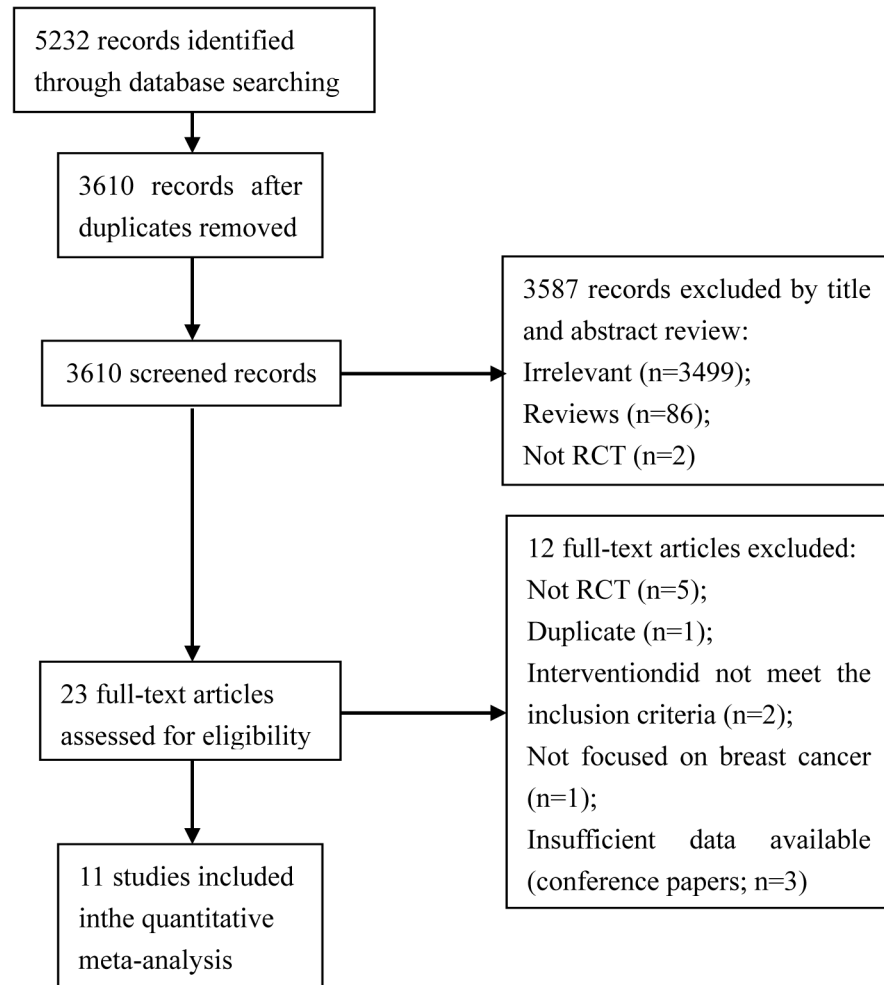 5232 records identified
through database searching
3610 records after
duplicates removed
3610 screened records
3587 records excluded by title
and abstract review:
Irrelevant (n=3499);
Reviews (n=86);
Not RCT (n=2)
23 full-text articles
assessed for eligibility
12 full-text articles excluded:
Not RCT (n=5);
Duplicate (n=1);
Interventiondid not meet the
inclusion criteria (n=2);
Not focused on breast cancer
(n=1);
Insufficient data available
(conference papers; n=3)
11 studies included
inthe quantitative
meta-analysis